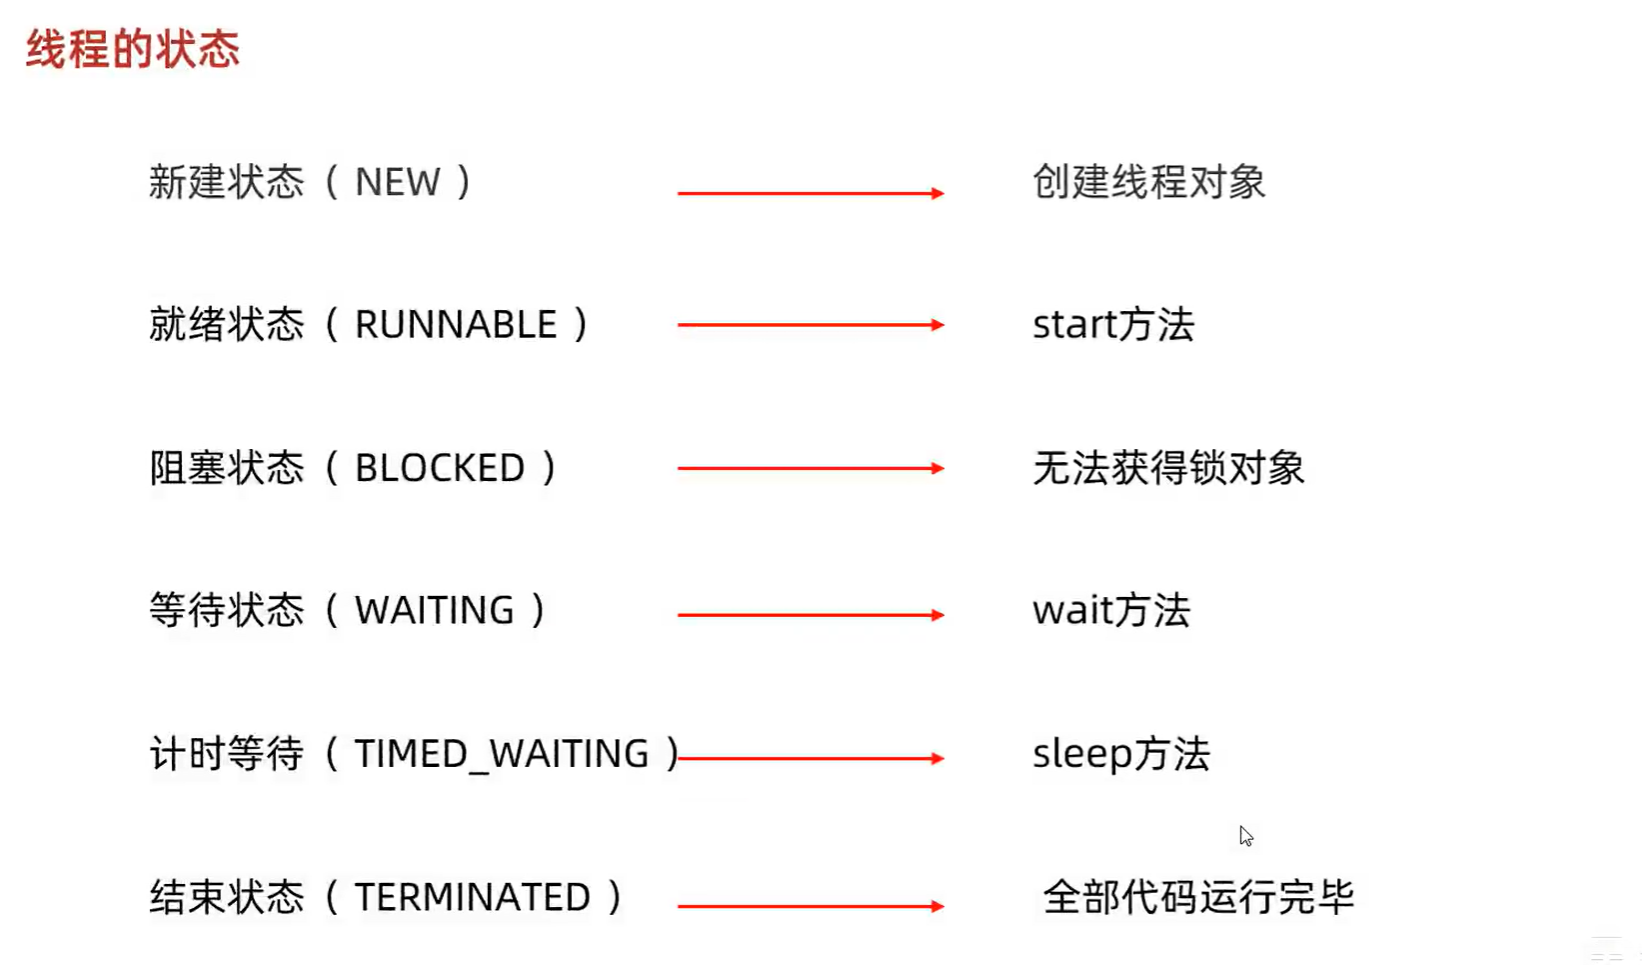 线程的状态
新建状态（ NEW ） 创建线程对象
就绪状态（ RUNNABLE ） start方法
阻塞状态（ BLOCKED ） 无法获得锁对象
等待状态（ WAITING ） wait方法
计时等待（ TIMED_WAITING ） sleep方法
结束状态（ TERMINATED ） 全部代码运行完毕